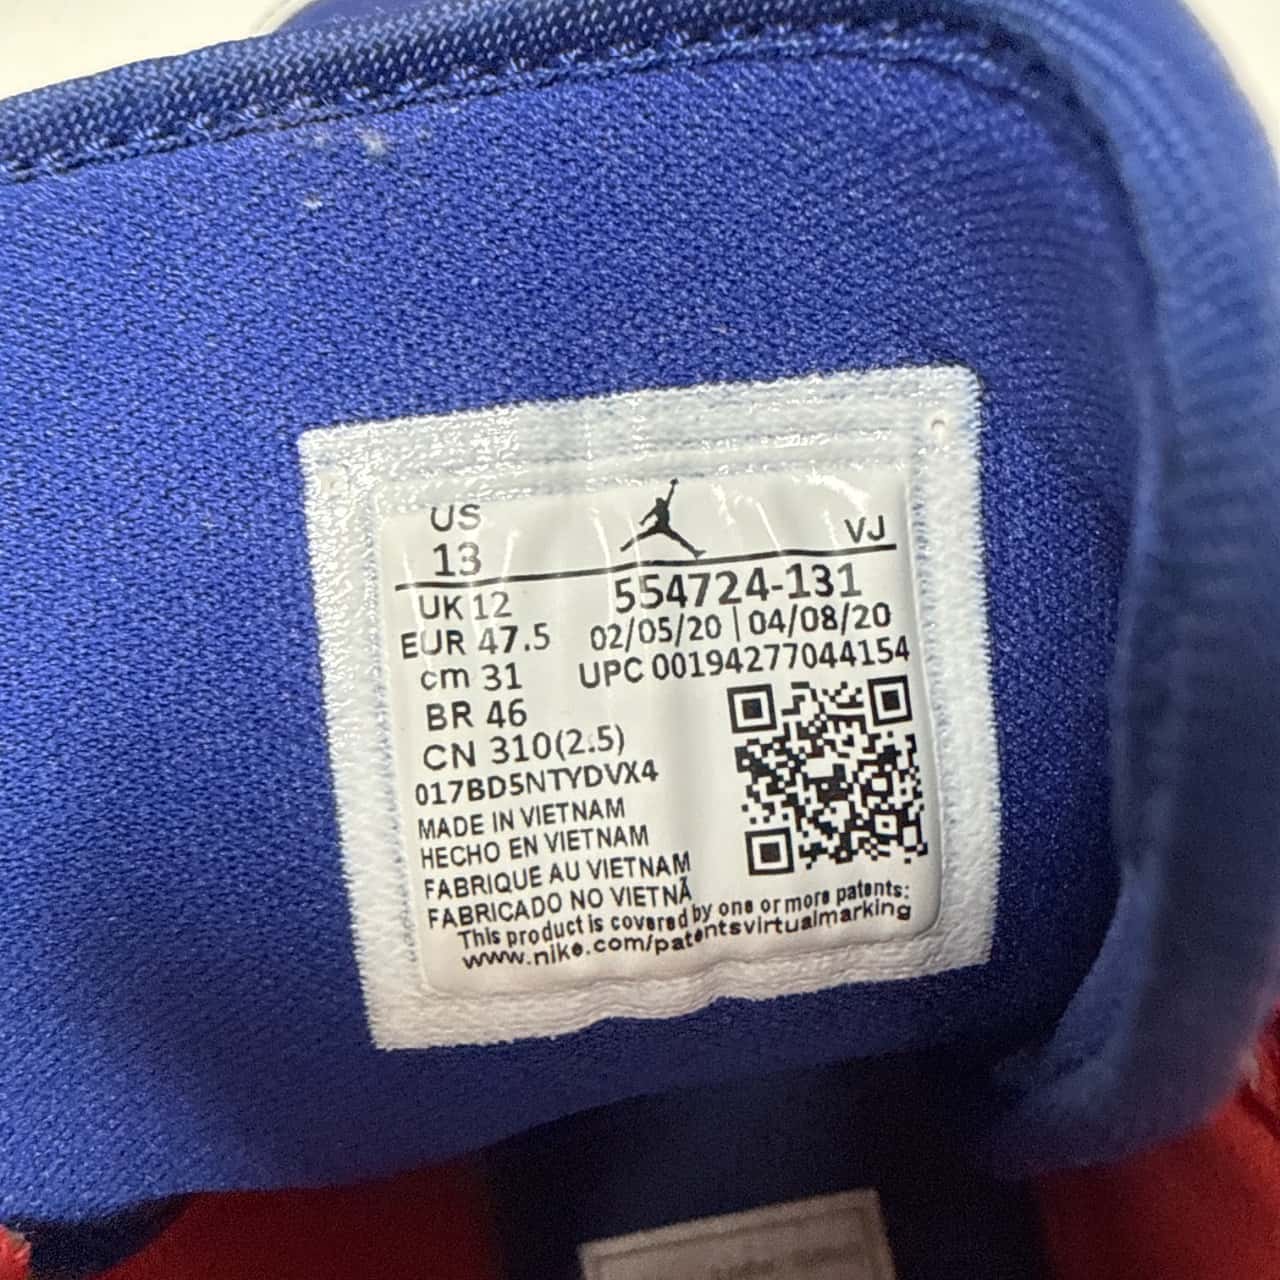 US
13
VJ
UK 12
554724-131
EUR 47.5
02/05/20 | 04/08/20
cm 31
UPC 00194277044154
BR 46
CN 310(2.5)
017BD5NTYDVX4
MADE IN VIETNAM
HECHO EN VIETNAM
FABRIQUE AU VIETNAM
FABRICADO NO VIETNÃ
This product is covered by one or more patents:
www.nike.com/patentsvirtualmarking